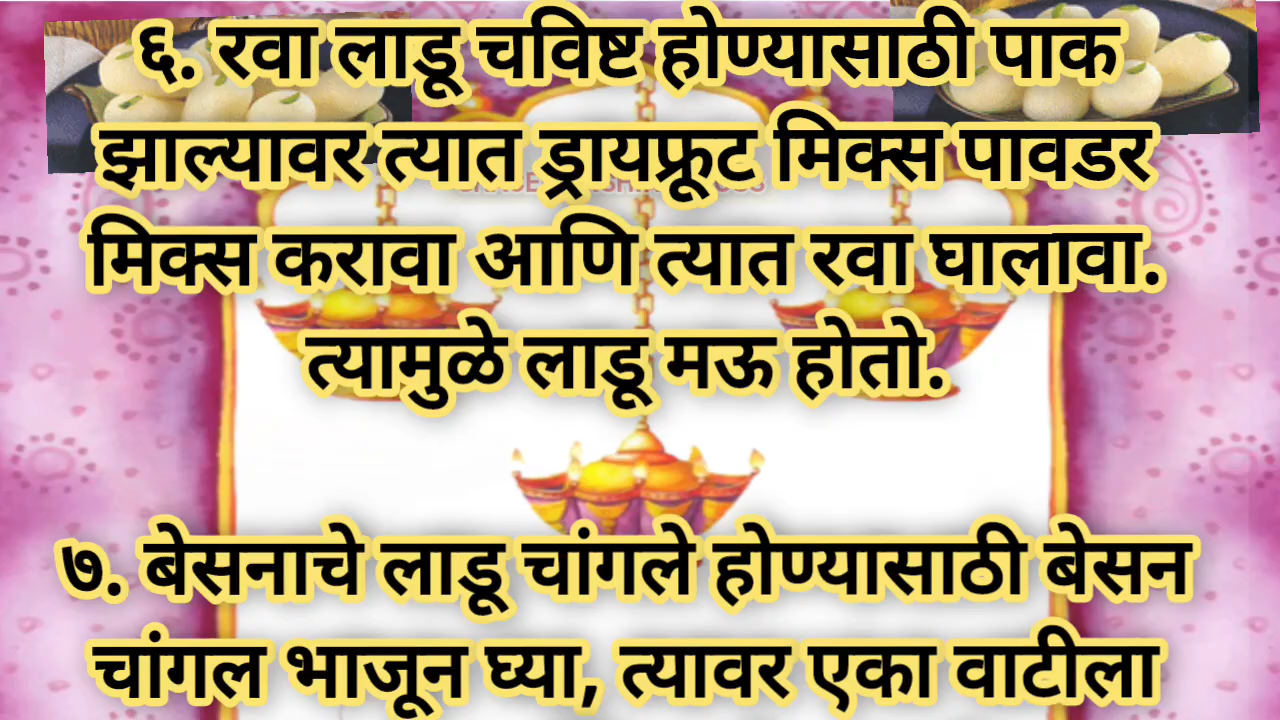 ६. रवा लाडू चविष्ट होण्यासाठी पाक
झाल्यावर त्यात ड्रायफ्रूट मिक्स पावडर
मिक्स करावा आणि त्यात रवा घालावा.
त्यामुळे लाडू मऊ होतो.
७. बेसनाचे लाडू चांगले होण्यासाठी बेसन
चांगल भाजून घ्या, त्यावर एका वाटीला